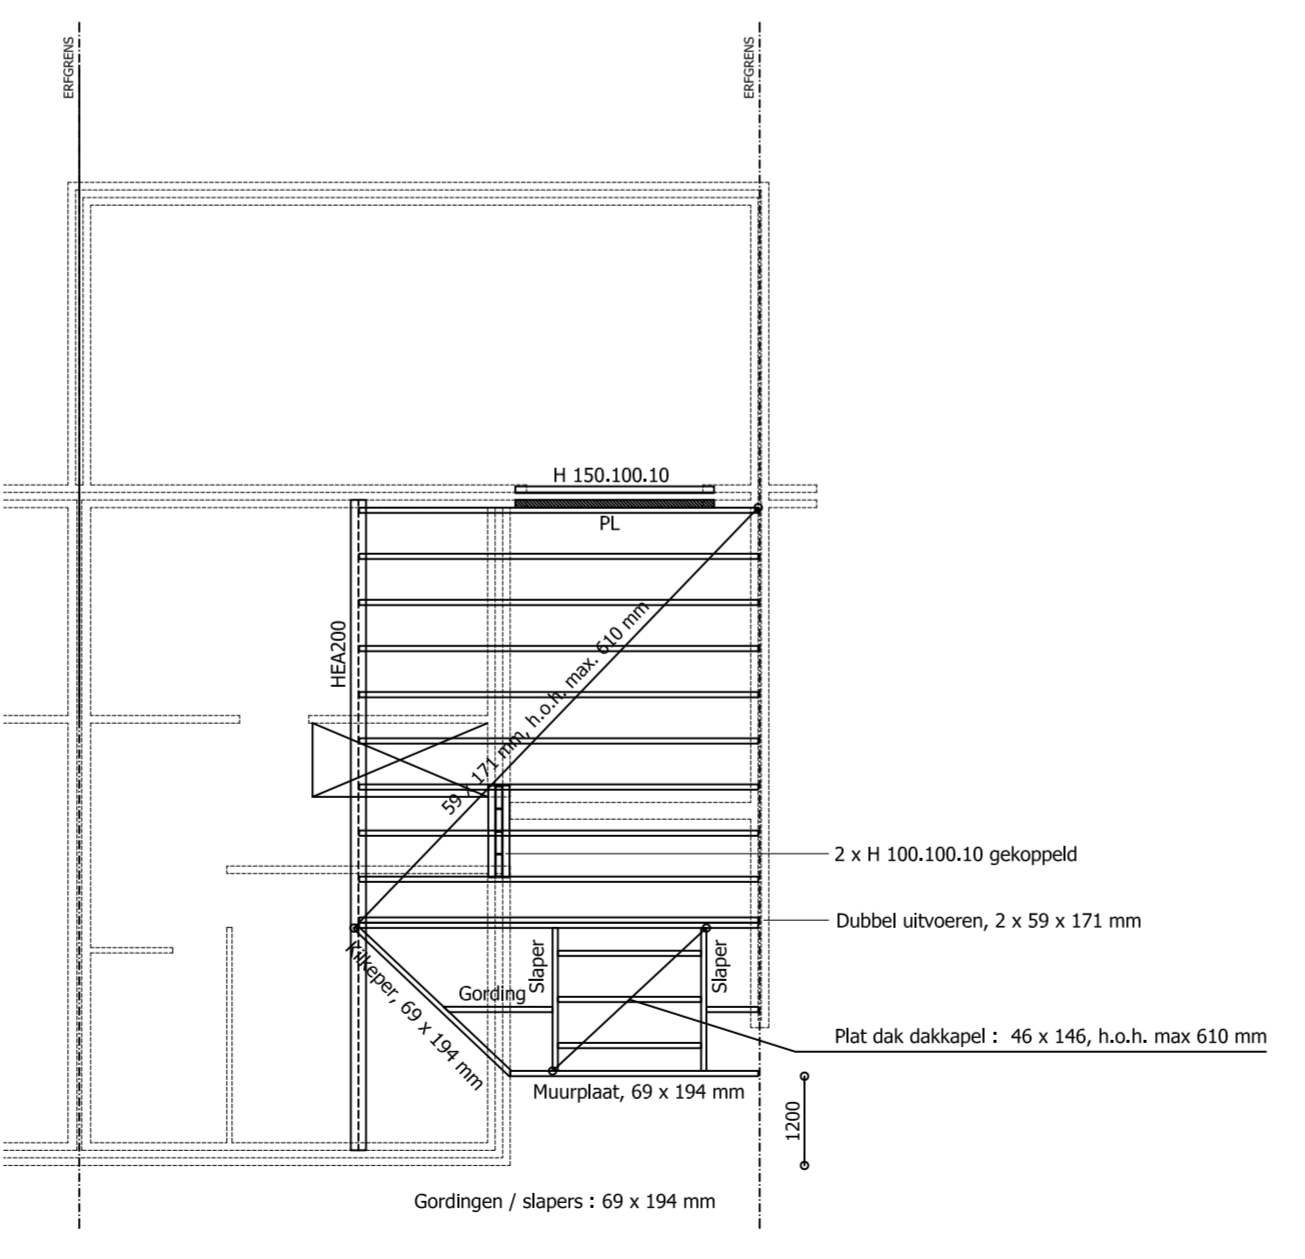 ERFGRENS
ERFGRENS
H 150.100.10
PL
HEA200
59 x 171 mm, h.o.h. max. 610 mm
2 x H 100.100.10 gekoppeld
Dubbel uitvoeren, 2 x 59 x 171 mm
Kilkeper, 69 x 194 mm
Gording
Slaper
Slaper
Plat dak dakkapel : 46 x 146, h.o.h. max 610 mm
Muurplaat, 69 x 194 mm
1200
Gordingen / slapers : 69 x 194 mm